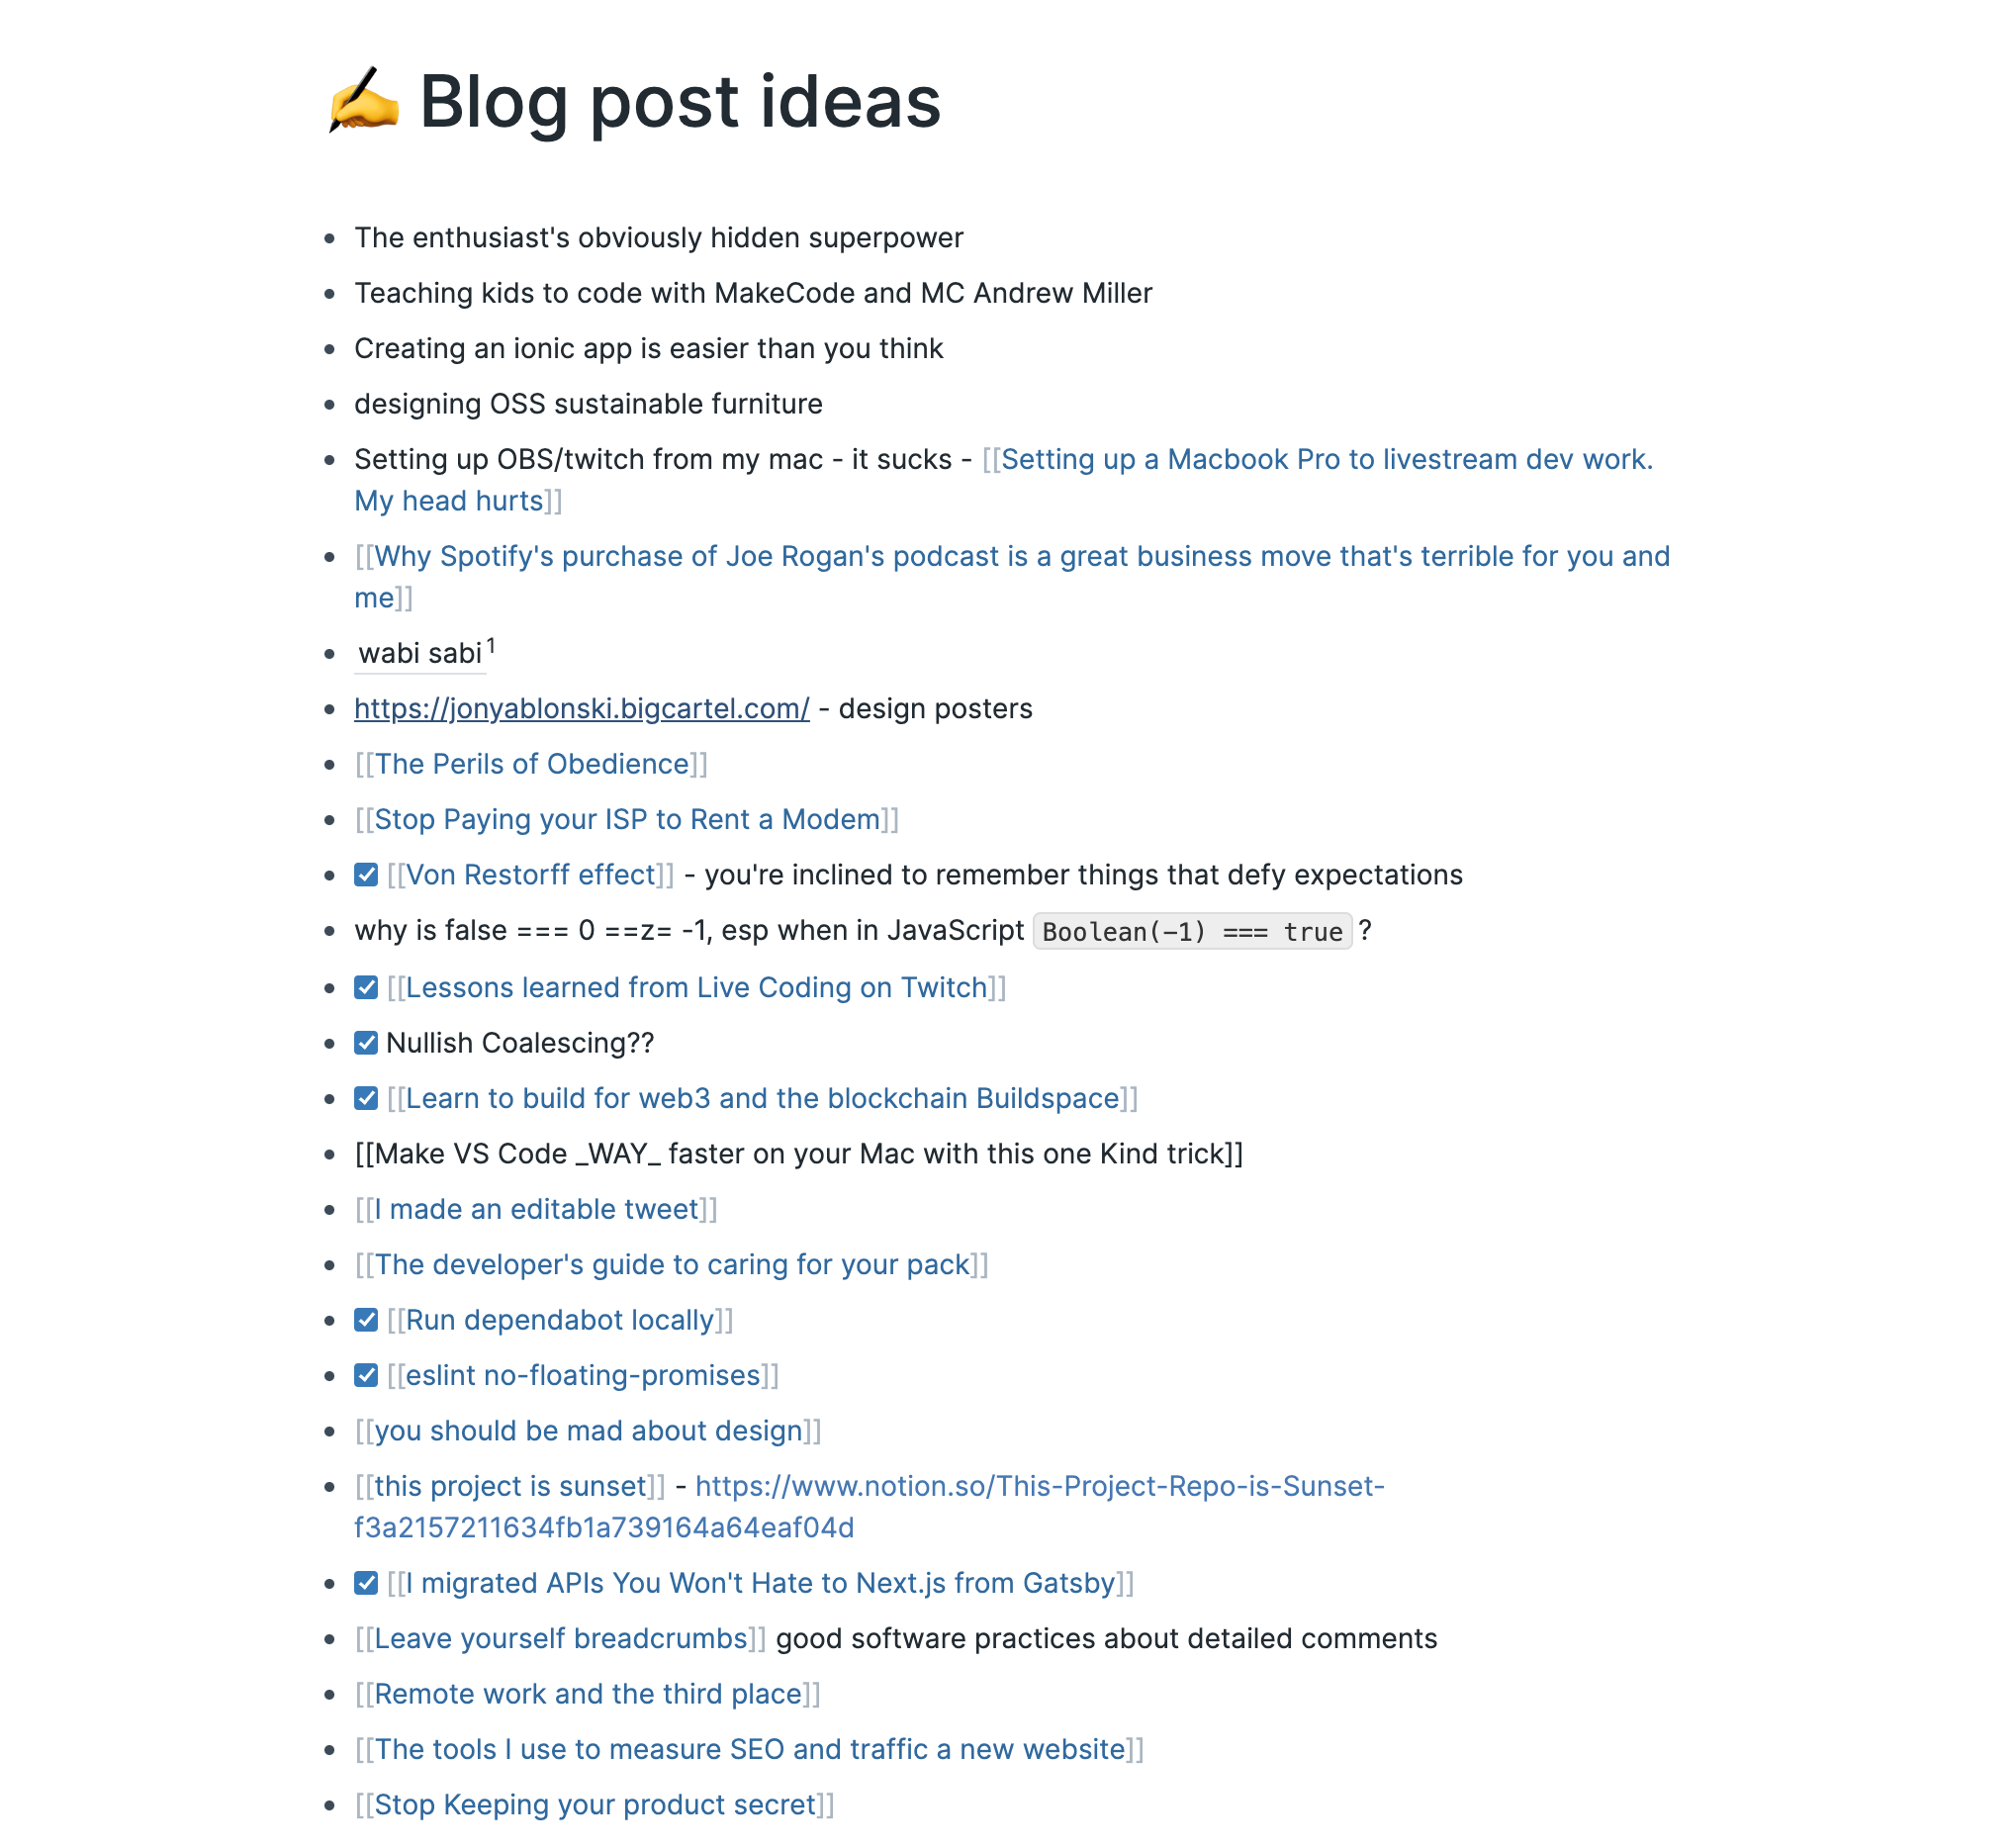 ✍️ Blog post ideas
The enthusiast's obviously hidden superpower
Teaching kids to code with MakeCode and MC Andrew Miller
Creating an ionic app is easier than you think
designing OSS sustainable furniture
Setting up OBS/twitch from my mac - it sucks - [[Setting up a Macbook Pro to livestream dev work.
My head hurts]]
[[Why Spotify's purchase of Joe Rogan's podcast is a great business move that's terrible for you and
me]]
wabi sabi¹
https://jonyablonski.bigcartel.com/ - design posters
[[The Perils of Obedience]]
[[Stop Paying your ISP to Rent a Modem]]
[[Von Restorff effect]] - you're inclined to remember things that defy expectations
why is false === 0 ==z= -1, esp when in JavaScript Boolean(−1) === true ?
[[Lessons learned from Live Coding on Twitch]]
Nullish Coalescing??
[[Learn to build for web3 and the blockchain Buildspace]]
[[Make VS Code _WAY_ faster on your Mac with this one Kind trick]]
[[I made an editable tweet]]
[[The developer's guide to caring for your pack]]
[[Run dependabot locally]]
[[eslint no-floating-promises]]
[[you should be mad about design]]
[[this project is sunset]] - https://www.notion.so/This-Project-Repo-is-Sunset-
f3a2157211634fb1a739164a64eaf04d
[[I migrated APIs You Won't Hate to Next.js from Gatsby]]
[[Leave yourself breadcrumbs]] good software practices about detailed comments
[[Remote work and the third place]]
[[The tools I use to measure SEO and traffic a new website]]
[[Stop Keeping your product secret]]